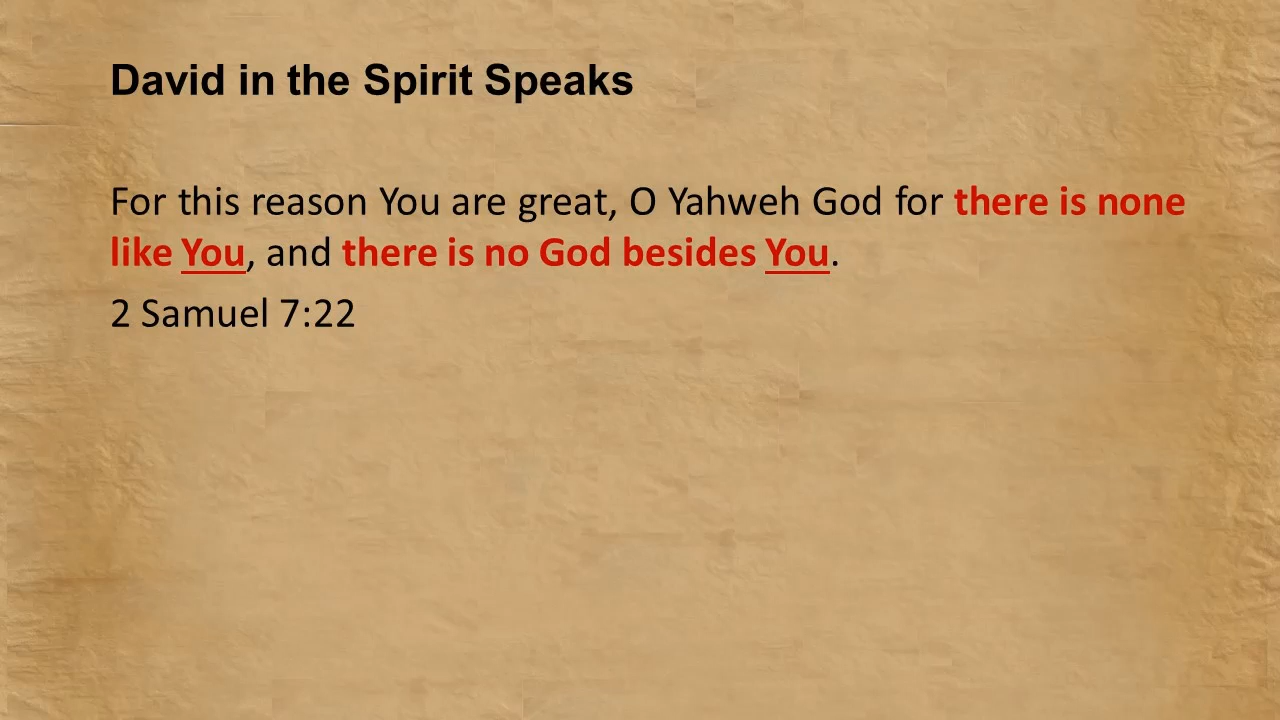 David in the Spirit Speaks
For this reason You are great, O Yahweh God for there is none
like You, and there is no God besides You.
2 Samuel 7:22